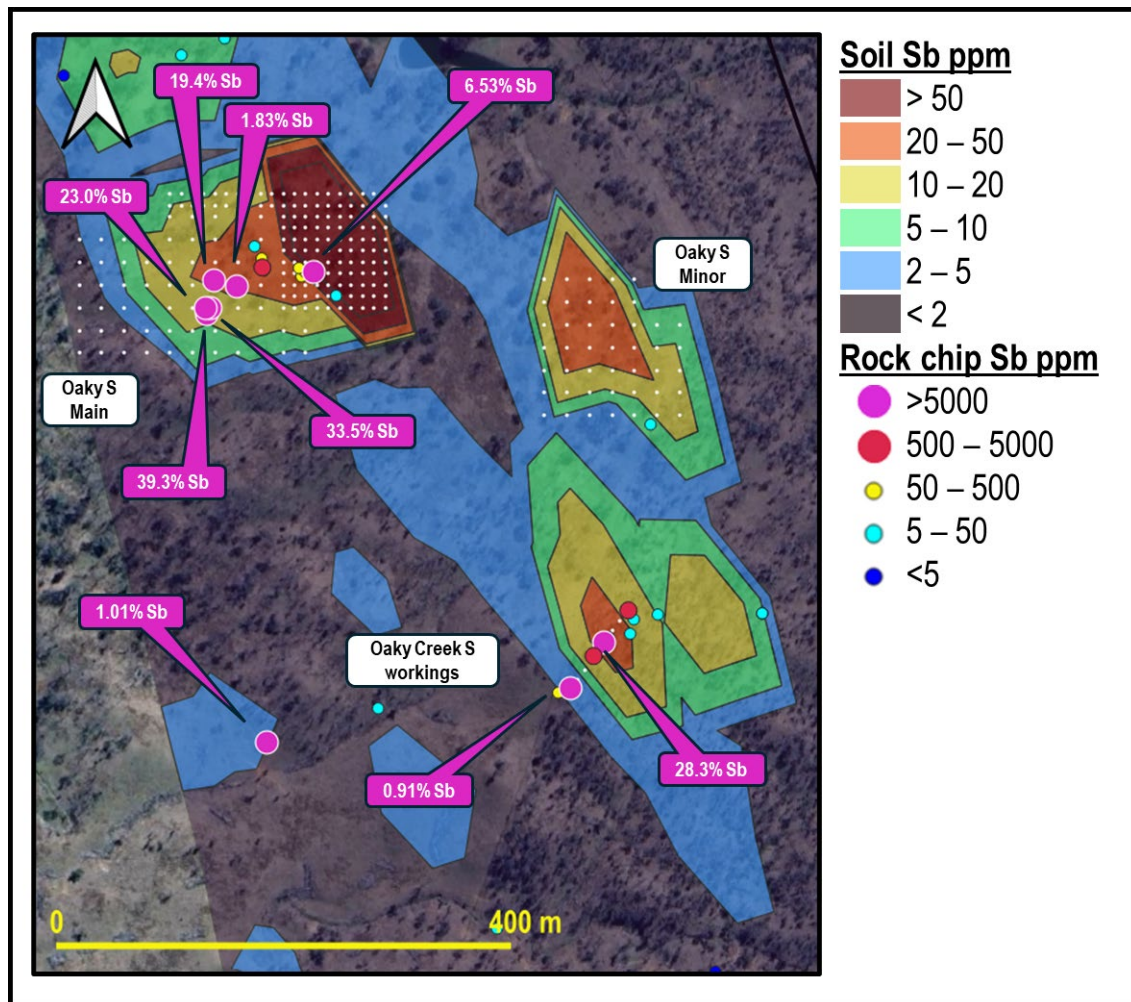 19.4% Sb
6.53% Sb
1.83% Sb
23.0% Sb
Oaky S
Minor
Oaky S
Main
33.5% Sb
39.3% Sb
1.01% Sb
Oaky Creek S
workings
0.91% Sb
28.3% Sb
0
400 m
Soil Sb ppm
> 50
20 – 50
10 – 20
5 – 10
2 – 5
< 2
Rock chip Sb ppm
>5000
500 – 5000
50 – 500
5 – 50
<5